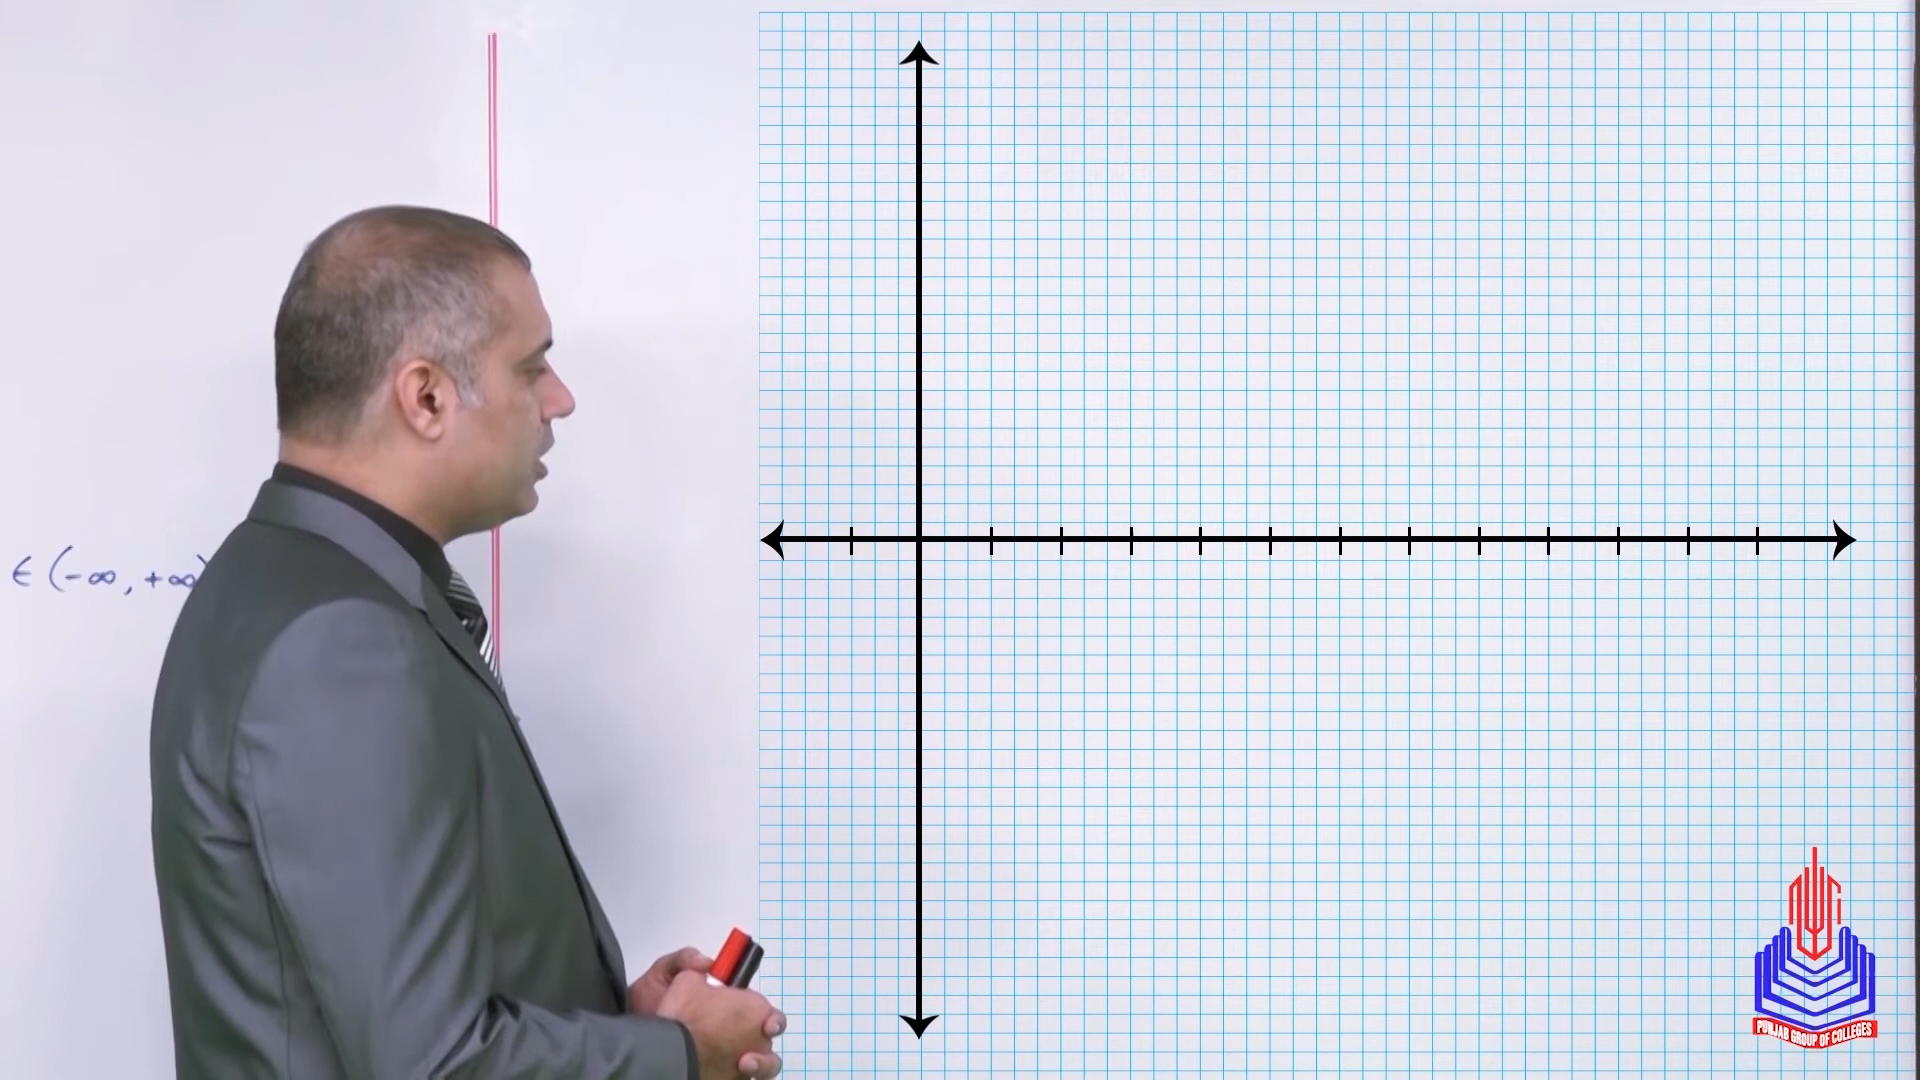 ∈ (-∞, +∞)
PUNJAB GROUP OF COLLEGES